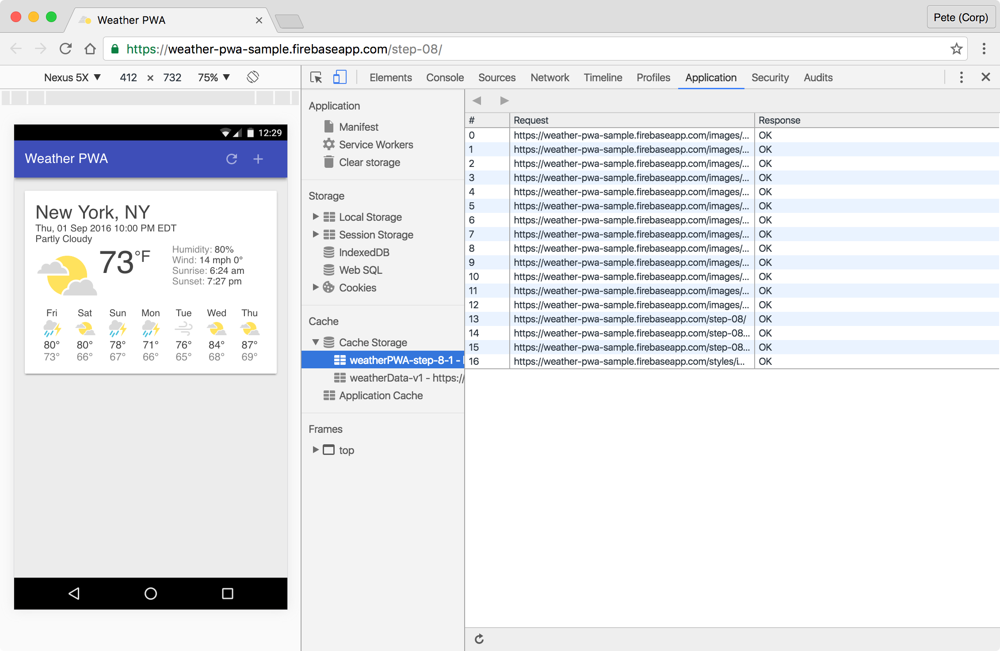 Weather PWA
Pete (Corp)
https://weather-pwa-sample.firebaseapp.com/step-08/
Nexus 5X ▼ 412 × 732 75% ▼
Elements Console Sources Network Timeline Profiles Application Security Audits
12:29
Weather PWA
New York, NY
Thu, 01 Sep 2016 10:00 PM EDT
Partly Cloudy
73°F
Humidity: 80%
Wind: 14 mph 0°
Sunrise: 6:24 am
Sunset: 7:27 pm
Fri Sat Sun Mon Tue Wed Thu
80° 80° 78° 71° 76° 84° 87°
73° 66° 67° 66° 65° 68° 69°
Application
Manifest
Service Workers
Clear storage
Storage
Local Storage
Session Storage
IndexedDB
Web SQL
Cookies
Cache
Cache Storage
weatherPWA-step-8-1 -
weatherData-v1 - https://
Application Cache
Frames
top
# Request Response
0 https://weather-pwa-sample.firebaseapp.com/images/... OK
1 https://weather-pwa-sample.firebaseapp.com/images/... OK
2 https://weather-pwa-sample.firebaseapp.com/images/... OK
3 https://weather-pwa-sample.firebaseapp.com/images/... OK
4 https://weather-pwa-sample.firebaseapp.com/images/... OK
5 https://weather-pwa-sample.firebaseapp.com/images/... OK
6 https://weather-pwa-sample.firebaseapp.com/images/... OK
7 https://weather-pwa-sample.firebaseapp.com/images/... OK
8 https://weather-pwa-sample.firebaseapp.com/images/... OK
9 https://weather-pwa-sample.firebaseapp.com/images/... OK
10 https://weather-pwa-sample.firebaseapp.com/images/... OK
11 https://weather-pwa-sample.firebaseapp.com/images/... OK
12 https://weather-pwa-sample.firebaseapp.com/images/... OK
13 https://weather-pwa-sample.firebaseapp.com/step-08/ OK
14 https://weather-pwa-sample.firebaseapp.com/step-08... OK
15 https://weather-pwa-sample.firebaseapp.com/step-08... OK
16 https://weather-pwa-sample.firebaseapp.com/styles/i... OK